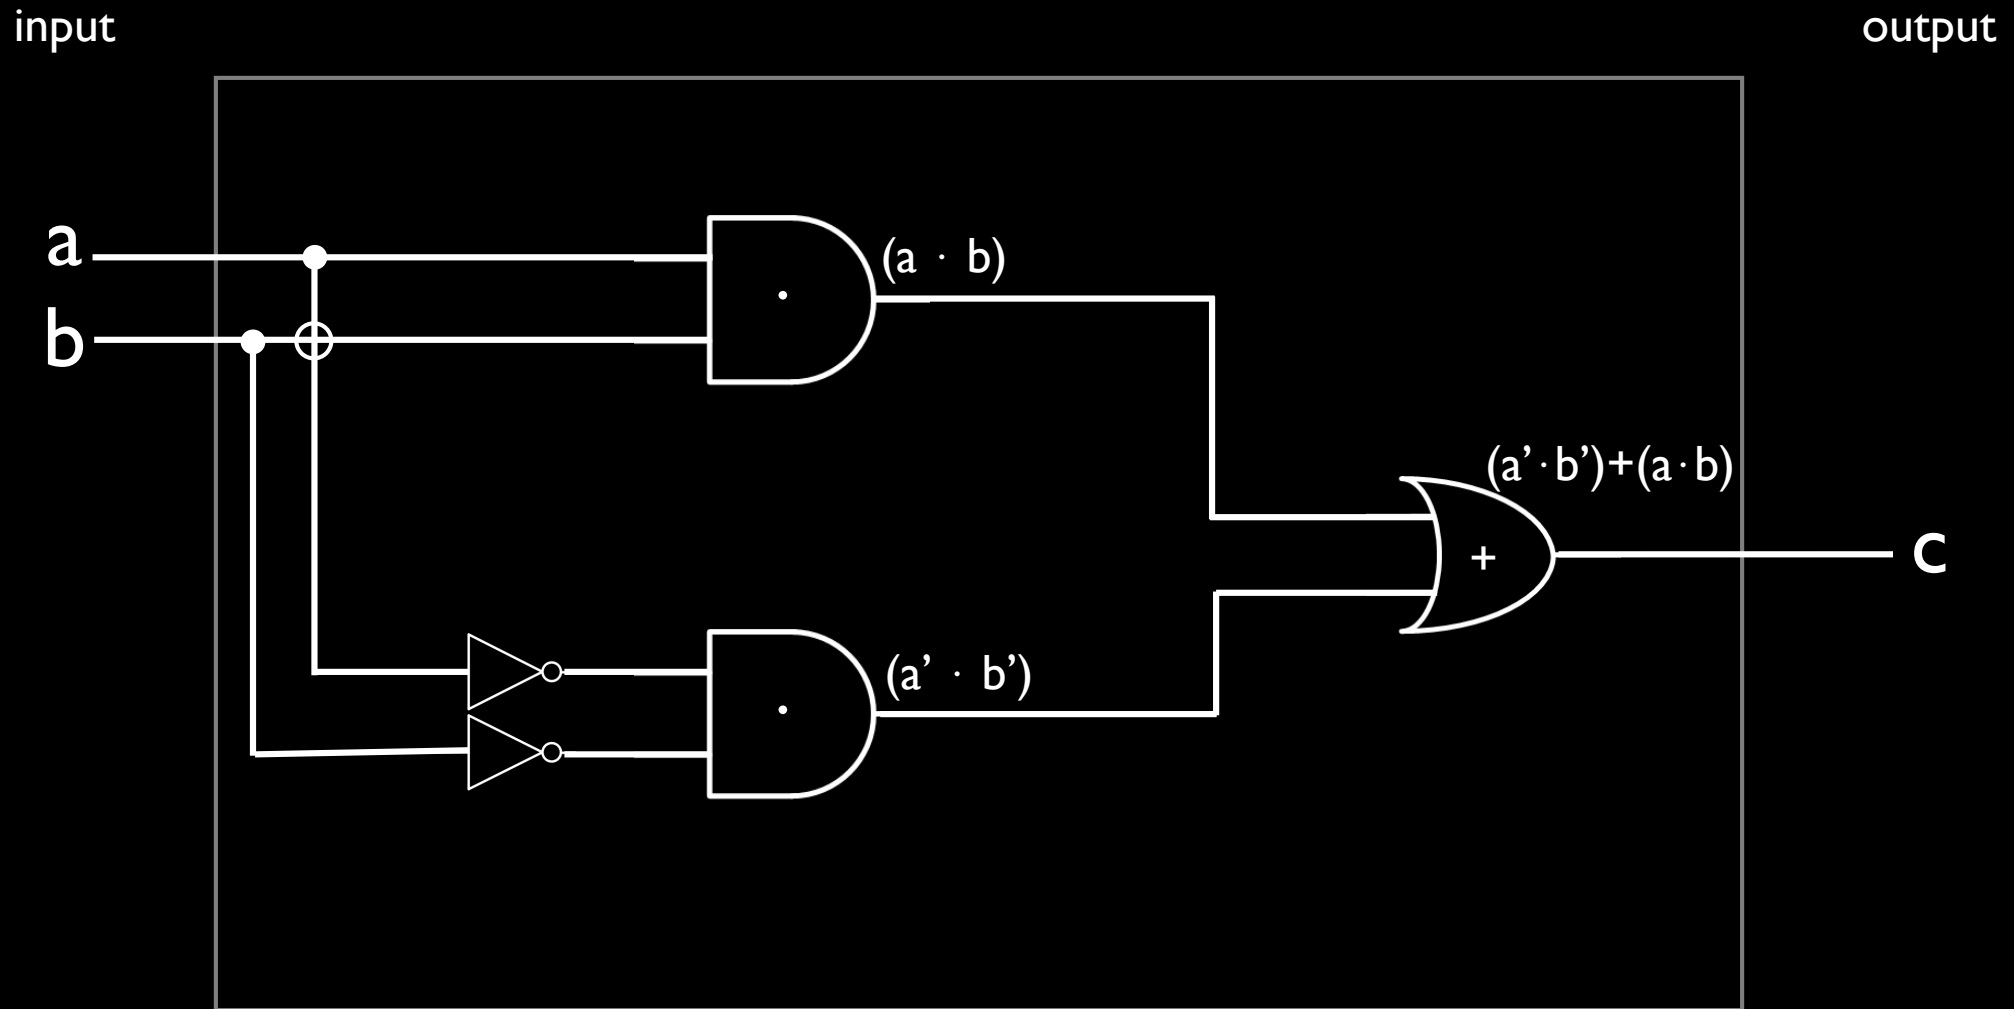 input
output
a
(a · b)
b
·
(a’·b’)+(a·b)
+
c
(a’ · b’)
·